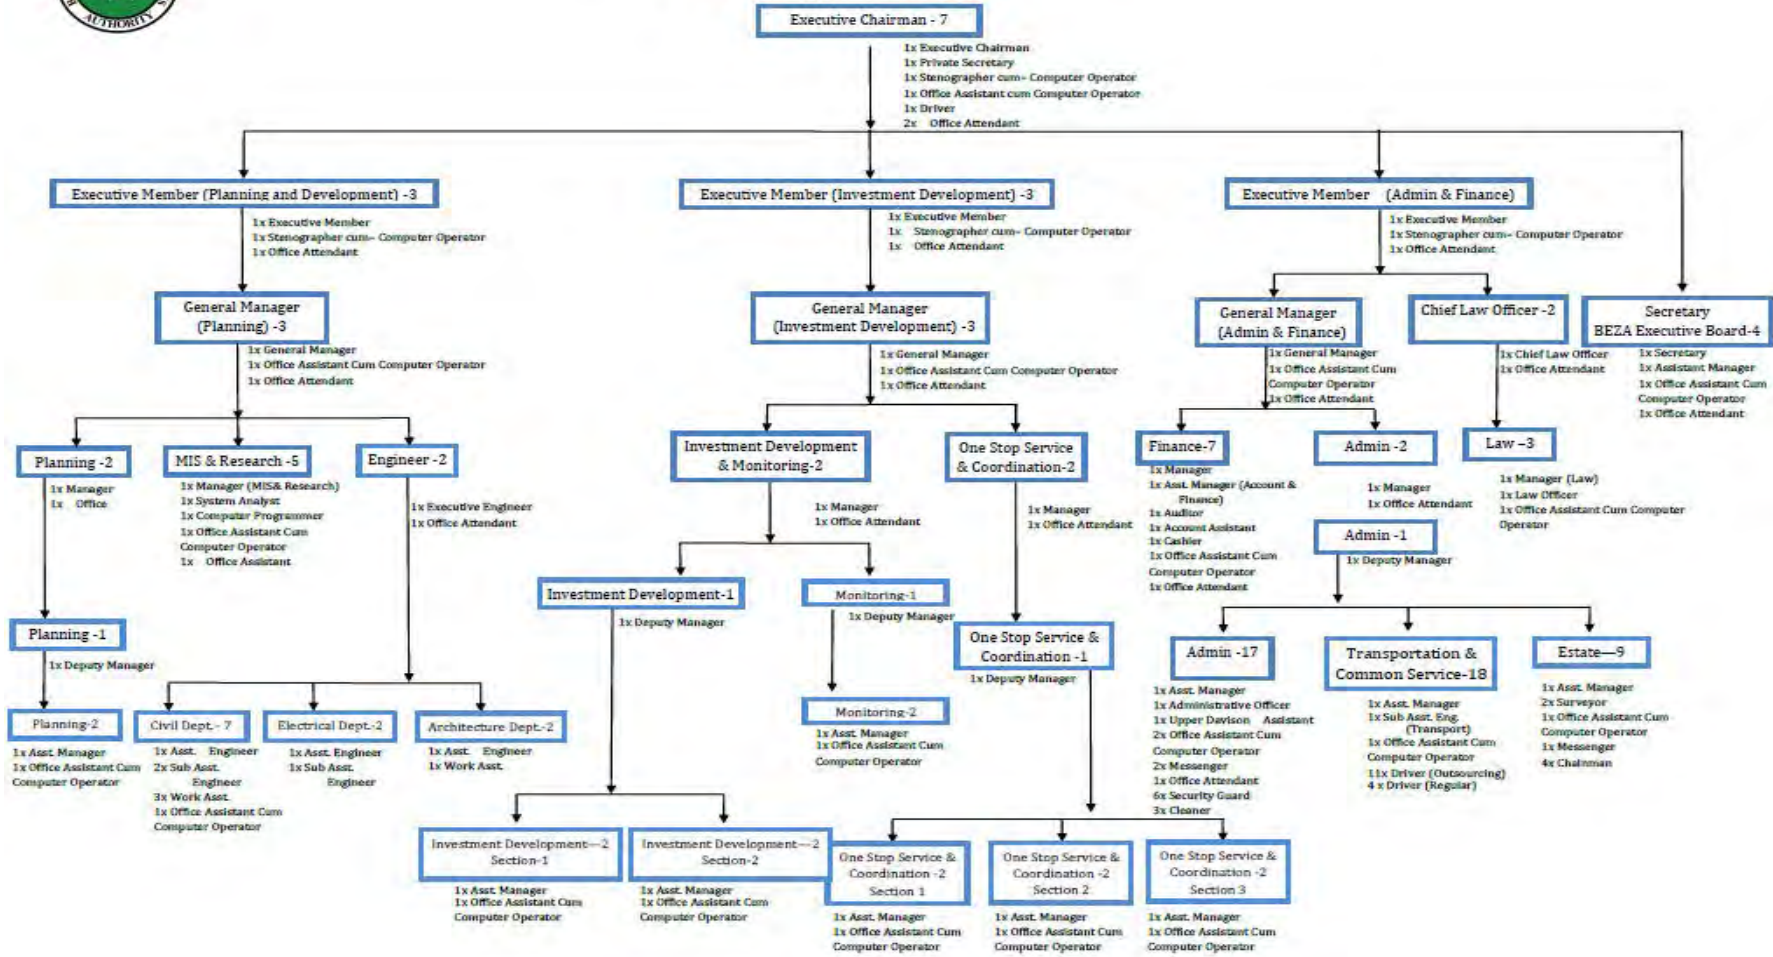 AUTHORITY
Executive Chairman - 7
1x Executive Chairman
1x Private Secretary
1x Stenographer cum- Computer Operator
1x Office Assistant cum Computer Operator
1x Driver
2x Office Attendant
Executive Member (Planning and Development) -3
1x Executive Member
1x Stenographer cum- Computer Operator
1x Office Attendant
Executive Member (Investment Development) -3
1x Executive Member
1x Stenographer cum- Computer Operator
1x Office Attendant
Executive Member (Admin & Finance)
1x Executive Member
1x Stenographer cum- Computer Operator
1x Office Attendant
General Manager
(Planning) -3
1x General Manager
1x Office Assistant Cum Computer Operator
1x Office Attendant
General Manager
(Investment Development) -3
1x General Manager
1x Office Assistant Cum Computer Operator
1x Office Attendant
General Manager
(Admin & Finance)
1x General Manager
1x Office Assistant Cum
Computer Operator
1x Office Attendant
Chief Law Officer -2
1x Chief Law Officer
1x Office Attendant
Secretary
BEZA Executive Board-4
1x Secretary
1x Assistant Manager
1x Office Assistant Cum
Computer Operator
1x Office Attendant
Planning -2
1x Manager
1x Office
MIS & Research -5
1x Manager (MIS& Research)
1x System Analyst
1x Computer Programmer
1x Office Assistant Cum
Computer Operator
1x Office Assistant
Engineer -2
1x Executive Engineer
1x Office Attendant
Investment Development
& Monitoring-2
1x Manager
1x Office Attendant
One Stop Service
& Coordination-2
1x Manager
1x Office Attendant
Finance-7
1x Manager
1x Asst. Manager (Account &
Finance)
1x Auditor
1x Account Assistant
1x Cashier
1x Office Assistant Cum
Computer Operator
1x Office Attendant
Admin -2
1x Manager
1x Office Attendant
Law –3
1x Manager (Law)
1x Law Officer
1x Office Assistant Cum Computer
Operator
Admin -1
1x Deputy Manager
Investment Development-1
1x Deputy Manager
Monitoring-1
1x Deputy Manager
Planning -1
1x Deputy Manager
One Stop Service &
Coordination -1
1x Deputy Manager
Admin -17
1x Asst. Manager
1x Administrative Officer
1x Upper Davison Assistant
2x Office Assistant Cum
Computer Operator
2x Messenger
1x Office Attendant
6x Security Guard
3x Cleaner
Transportation &
Common Service-18
1x Asst. Manager
1x Sub Asst. Eng.
(Transport)
1x Office Assistant Cum
Computer Operator
11x Driver (Outsourcing)
4 x Driver (Regular)
Estate—9
1x Asst. Manager
2x Surveyor
1x Office Assistant Cum
Computer Operator
1x Messenger
4x Chainman
Planning-2
1x Asst. Manager
1x Office Assistant Cum
Computer Operator
Civil Dept.- 7
1x Asst. Engineer
2x Sub Asst.
Engineer
3x Work Asst.
1x Office Assistant Cum
Computer Operator
Electrical Dept.-2
1x Asst. Engineer
1x Sub Asst.
Engineer
Architecture Dept.-2
1x Asst. Engineer
1x Work Asst.
Monitoring-2
1x Asst. Manager
1x Office Assistant Cum
Computer Operator
Investment Development—2
Section-1
1x Asst. Manager
1x Office Assistant Cum
Computer Operator
Investment Development—2
Section-2
1x Asst. Manager
1x Office Assistant Cum
Computer Operator
One Stop Service &
Coordination -2
Section 1
1x Asst. Manager
1x Office Assistant Cum
Computer Operator
One Stop Service &
Coordination -2
Section 2
1x Asst. Manager
1x Office Assistant Cum
Computer Operator
One Stop Service &
Coordination -2
Section 3
1x Asst. Manager
1x Office Assistant Cum
Computer Operator